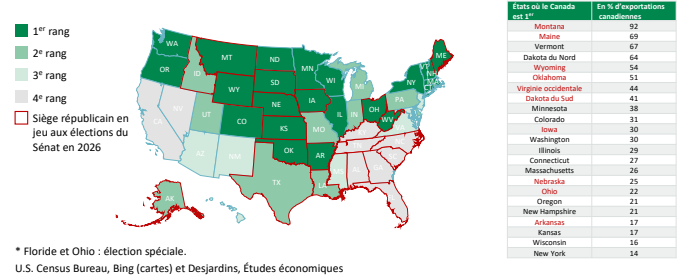 1er rang
2e rang
3e rang
4e rang
Siège républicain en
jeu aux élections du
Sénat en 2026
WA
OR
CA
NV
ID
MT
WY
UT
AZ
CO
NM
ND
SD
NE
KS
OK
TX
MN
IA
MO
AR
LA
WI
IL
MI
IN
OH
WV
PA
NY
VT
NH
ME
AK
* Floride et Ohio : élection spéciale.
U.S. Census Bureau, Bing (cartes) et Desjardins, Études économiques
États où le Canada est 1er En % d'exportations canadiennes
Montana 92
Maine 69
Vermont 67
Dakota du Nord 64
Wyoming 54
Oklahoma 51
Virginie occidentale 44
Dakota du Sud 41
Minnesota 38
Colorado 31
Iowa 30
Washington 30
Illinois 29
Connecticut 27
Massachusetts 26
Nebraska 25
Ohio 22
Oregon 21
New Hampshire 21
Arkansas 17
Kansas 17
Wisconsin 16
New York 14